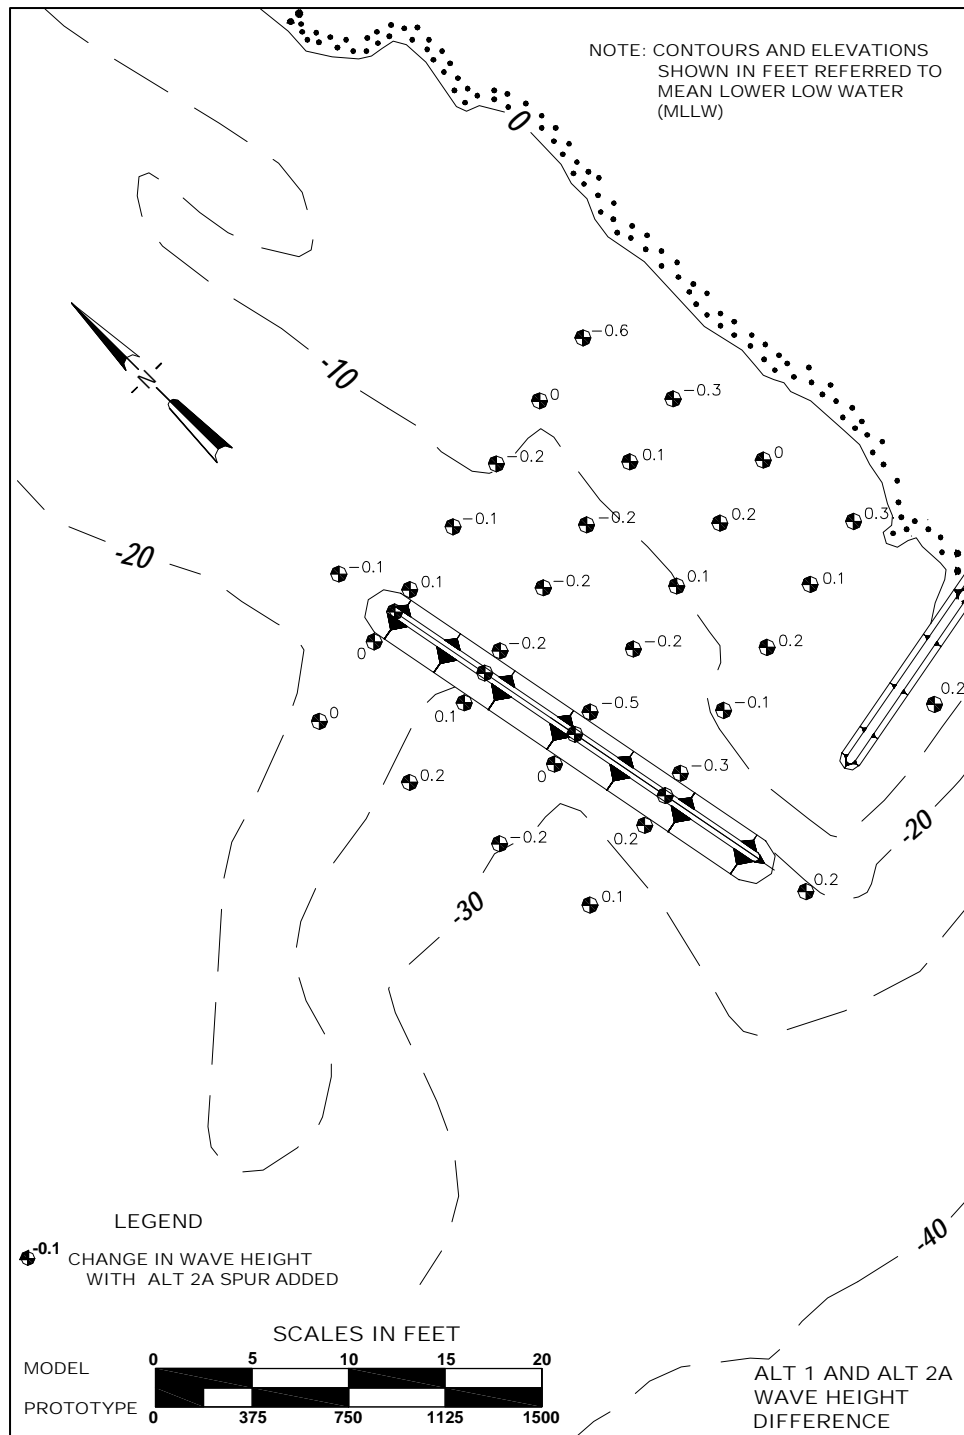 NOTE: CONTOURS AND ELEVATIONS
SHOWN IN FEET REFERRED TO
MEAN LOWER LOW WATER
(MLLW)
0
-0.6
-10
0
-0.3
-0.2
0.1
0
-0.1
-0.2
0.2
0.3
N
-20
-0.1
0.1
-0.2
0.1
0.1
0
-0.2
-0.2
0.2
0
0.1
-0.5
-0.1
0.2
0.2
0
-0.3
-0.2
0.2
-20
-30
0.1
0.2
LEGEND
-0.1
CHANGE IN WAVE HEIGHT
WITH ALT 2A SPUR ADDED
-40
SCALES IN FEET
MODEL
0 5 10 15 20
PROTOTYPE
0 375 750 1125 1500
ALT 1 AND ALT 2A
WAVE HEIGHT
DIFFERENCE